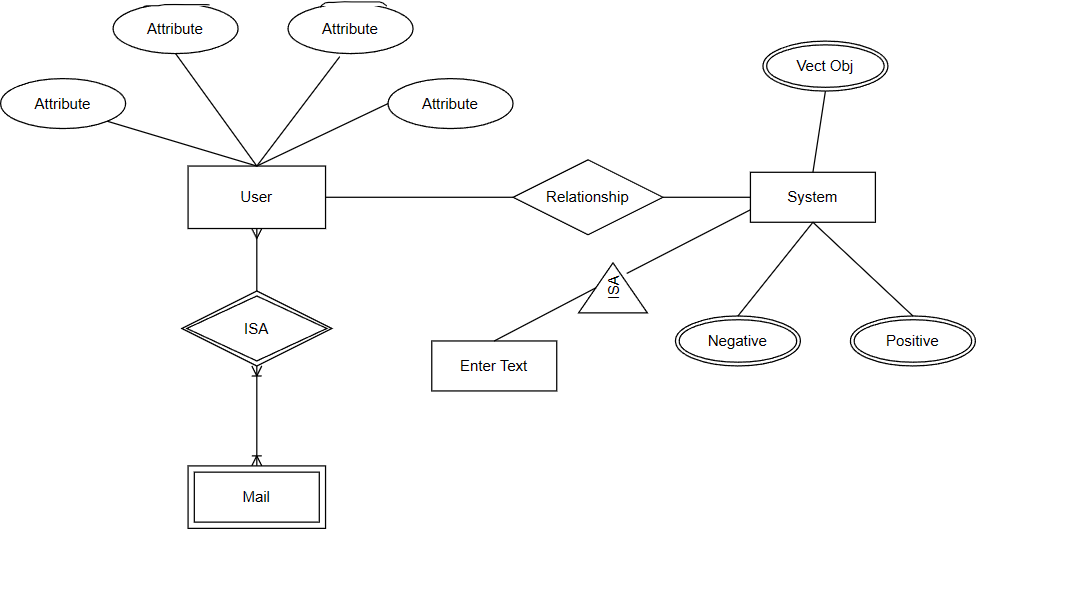 Attribute
Attribute
Vect Obj
Attribute
Attribute
User
Relationship
System
ISA
ISA
Negative
Positive
Enter Text
Mail